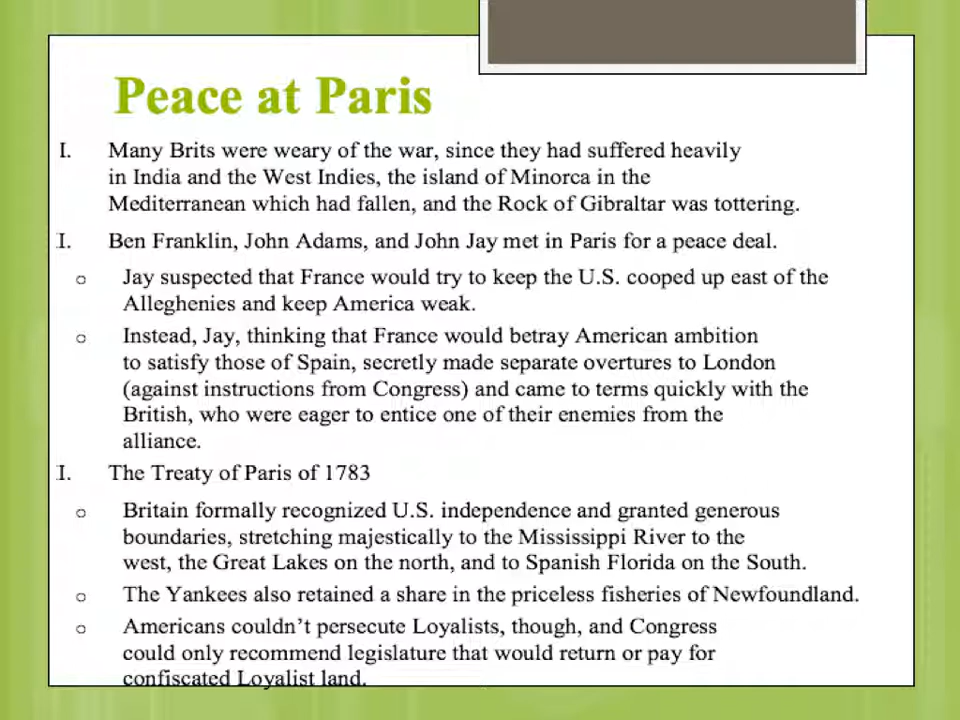 Peace at Paris
I. Many Brits were weary of the war, since they had suffered heavily
in India and the West Indies, the island of Minorca in the
Mediterranean which had fallen, and the Rock of Gibraltar was tottering.
I. Ben Franklin, John Adams, and John Jay met in Paris for a peace deal.
o Jay suspected that France would try to keep the U.S. cooped up east of the
Alleghenies and keep America weak.
o Instead, Jay, thinking that France would betray American ambition
to satisfy those of Spain, secretly made separate overtures to London
(against instructions from Congress) and came to terms quickly with the
British, who were eager to entice one of their enemies from the
alliance.
I. The Treaty of Paris of 1783
o Britain formally recognized U.S. independence and granted generous
boundaries, stretching majestically to the Mississippi River to the
west, the Great Lakes on the north, and to Spanish Florida on the South.
o The Yankees also retained a share in the priceless fisheries of Newfoundland.
o Americans couldn’t persecute Loyalists, though, and Congress
could only recommend legislature that would return or pay for
confiscated Loyalist land.